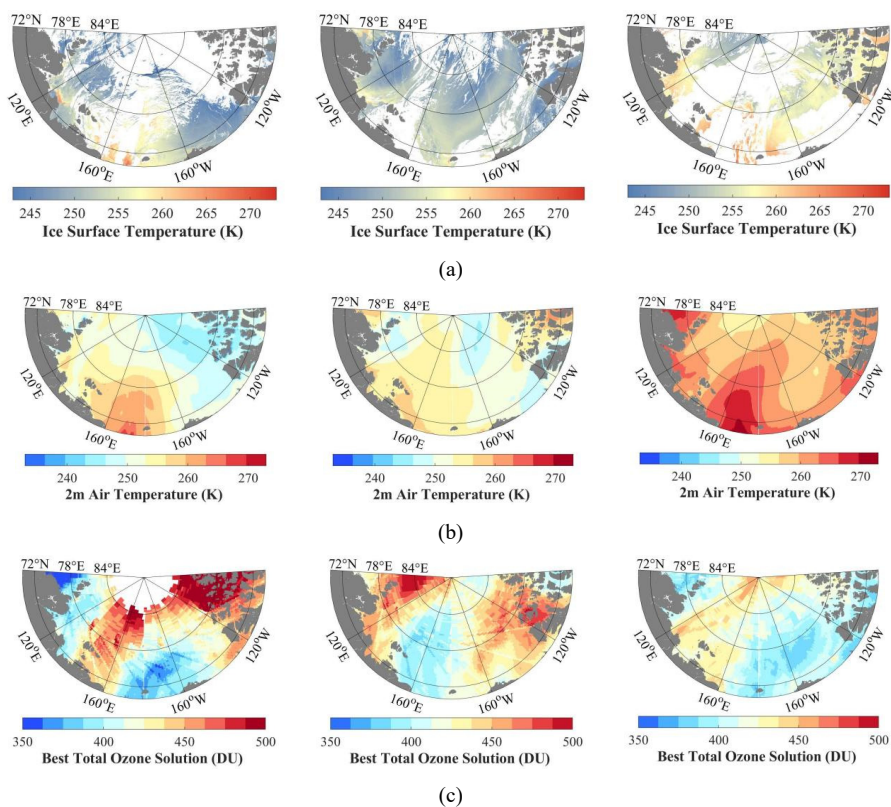 72°N 78°E 84°E
120°E 160°E 160°W 120°W
245 250 255 260 265 270
Ice Surface Temperature (K)
72°N 78°E 84°E
120°E 160°E 160°W 120°W
245 250 255 260 265 270
Ice Surface Temperature (K)
72°N 78°E 84°E
120°E 160°E 160°W 120°W
245 250 255 260 265 270
Ice Surface Temperature (K)
(a)
72°N 78°E 84°E
120°E 160°E 160°W 120°W
240 250 260 270
2m Air Temperature (K)
72°N 78°E 84°E
120°E 160°E 160°W 120°W
240 250 260 270
2m Air Temperature (K)
72°N 78°E 84°E
120°E 160°E 160°W 120°W
240 250 260 270
2m Air Temperature (K)
(b)
72°N 78°E 84°E
120°E 160°E 160°W 120°W
350 400 450 500
Best Total Ozone Solution (DU)
72°N 78°E 84°E
120°E 160°E 160°W 120°W
350 400 450 500
Best Total Ozone Solution (DU)
72°N 78°E 84°E
120°E 160°E 160°W 120°W
350 400 450 500
Best Total Ozone Solution (DU)
(c)